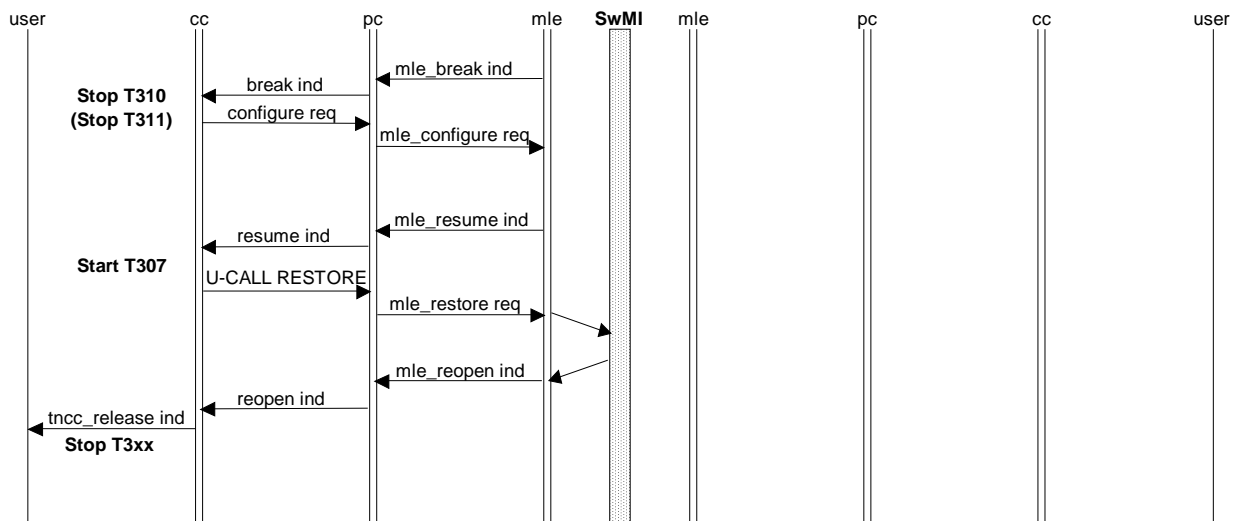 user cc pc mle SwMI mle pc cc user
mle_break ind
break ind
Stop T310
(Stop T311)
configure req
mle_configure req
mle_resume ind
resume ind
Start T307
U-CALL RESTORE
mle_restore req
mle_reopen ind
reopen ind
tncc_release ind
Stop T3xx